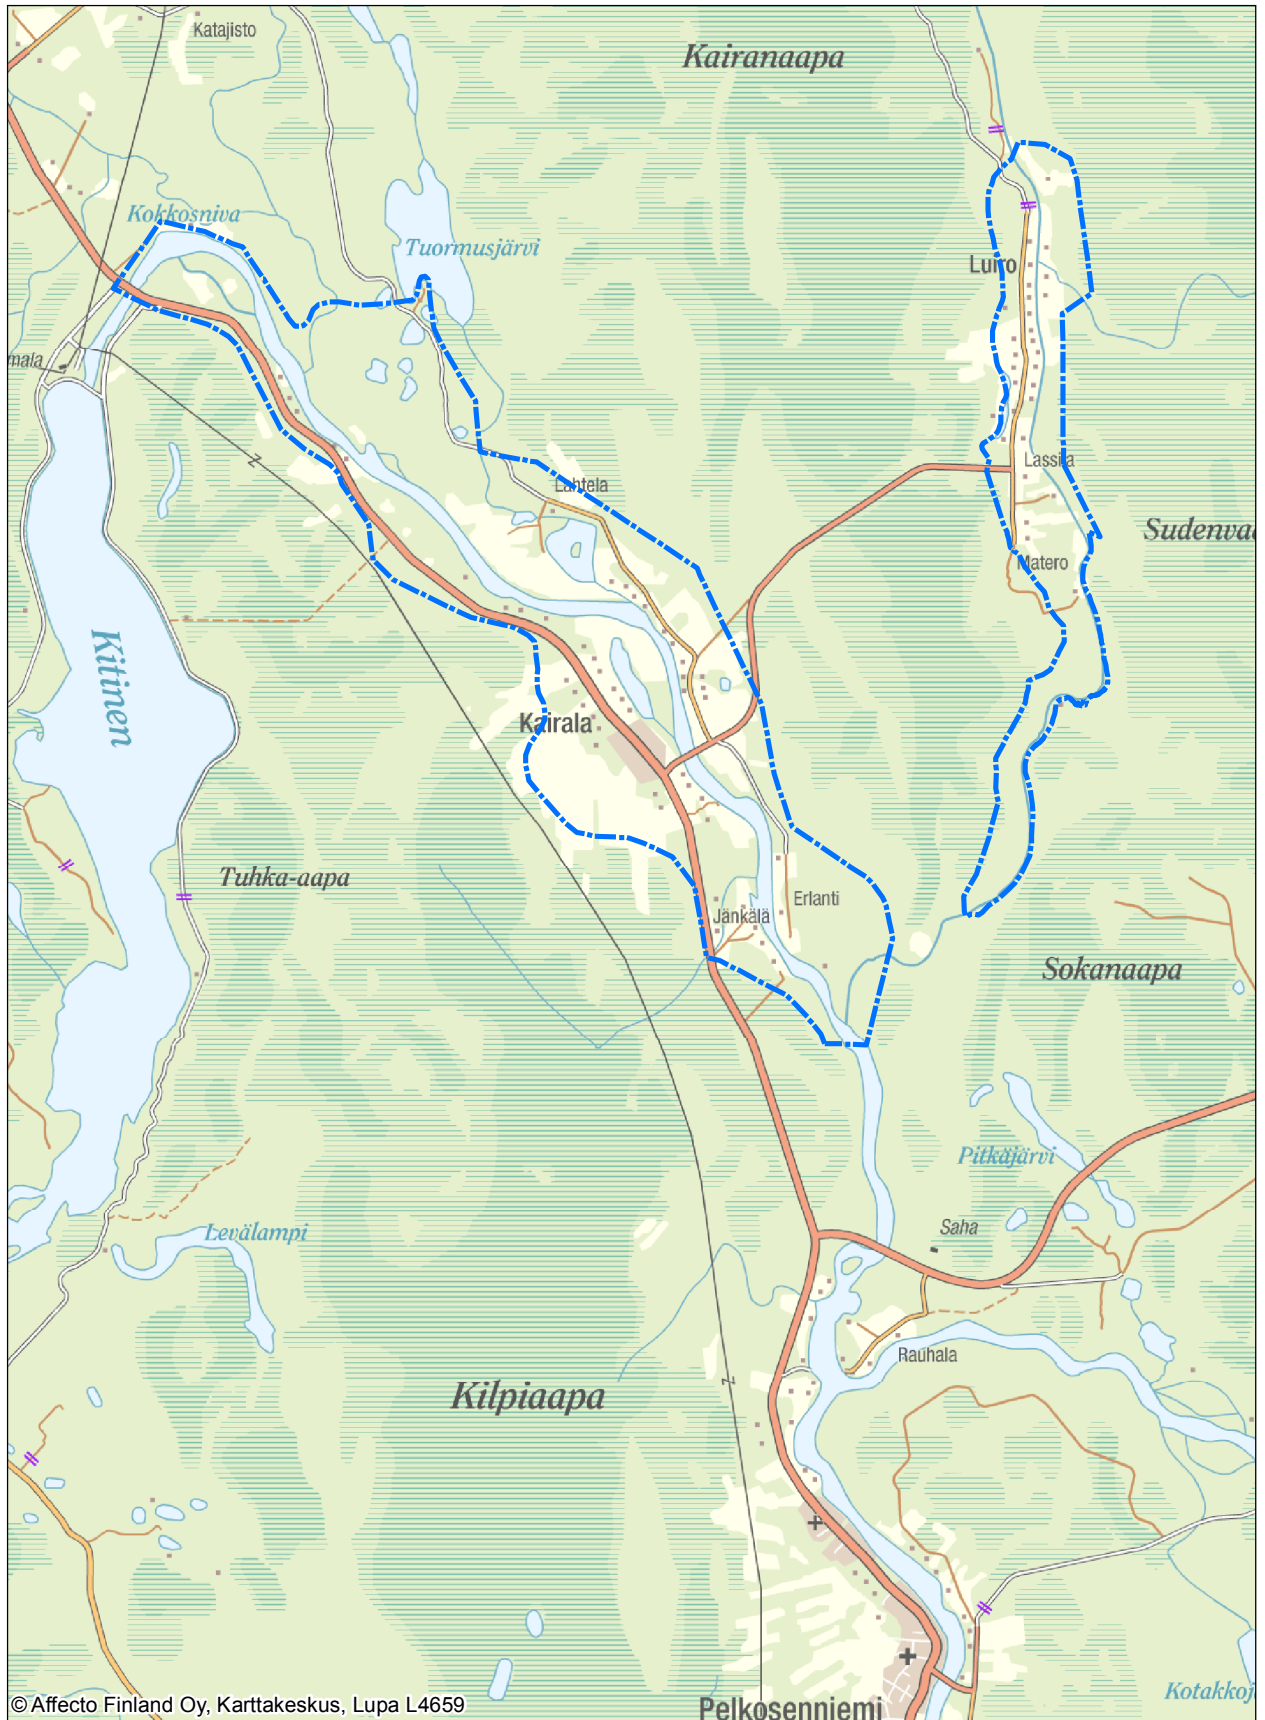 Katajisto
Kairanaapa
Kokkosniva
Tuormusjärvi
Luiro
mala
Lassila
Lahtela
Sudenvaa
Matero
Kitinen
Kairala
Tuhka-aapa
Erlanti
Jänkälä
Sokanaapa
Pitkäjärvi
Saha
Levälampi
Rauhala
Kilpiaapa
Kotakkoj
© Affecto Finland Oy, Karttakeskus, Lupa L4659
Pelkosenniemi